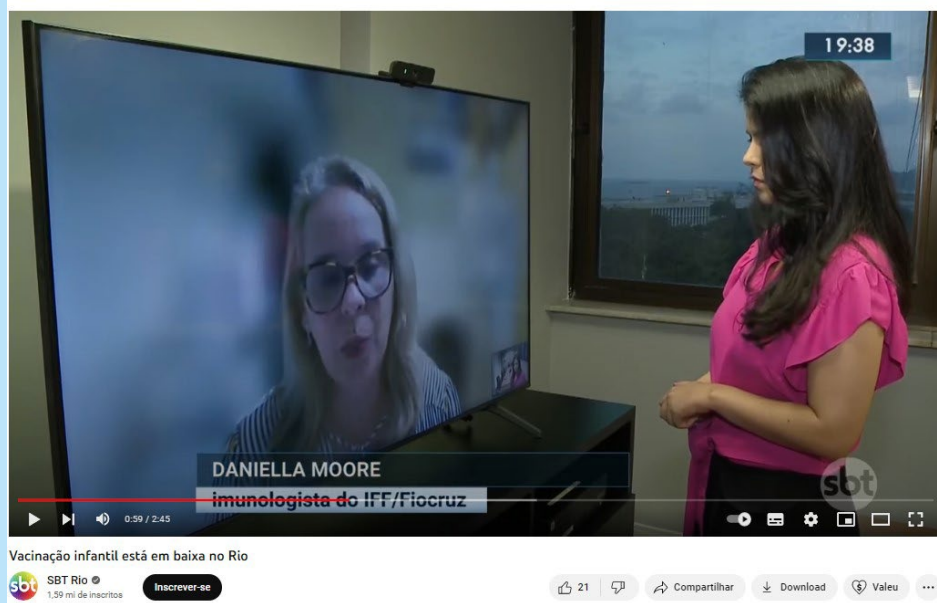 19:38
DANIELLA MOORE
imunologista do IFF/Fiocruz
sbt
0:59 / 2:45
Vacinação infantil está em baixa no Rio
sbt
SBT Rio
1,59 mi de inscritos
Inscrever-se
21
Compartilhar
Download
Valeu